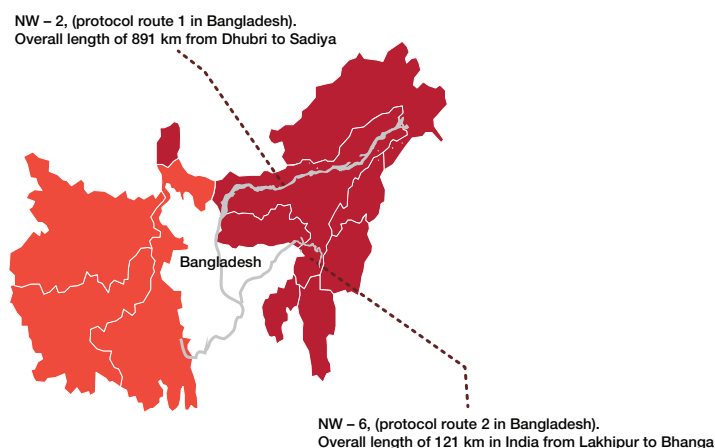 NW – 2, (protocol route 1 in Bangladesh).
Overall length of 891 km from Dhubri to Sadiya
Bangladesh
NW – 6, (protocol route 2 in Bangladesh).
Overall length of 121 km in India from Lakhipur to Bhanga